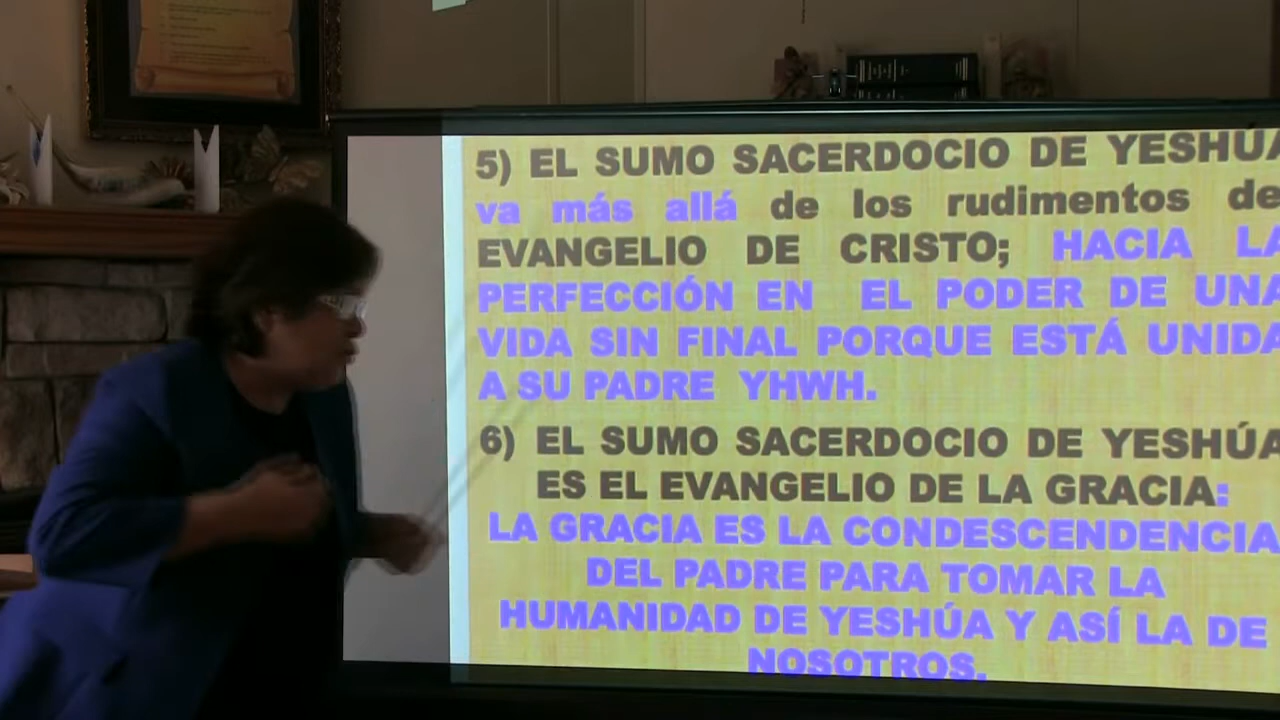 5) EL SUMO SACERDOCIO DE YESHÚA
va más allá de los rudimentos de
EVANGELIO DE CRISTO; HACIA LA
PERFECCIÓN EN EL PODER DE UNA
VIDA SIN FINAL PORQUE ESTÁ UNIDA
A SU PADRE YHWH.
6) EL SUMO SACERDOCIO DE YESHÚA
ES EL EVANGELIO DE LA GRACIA:
LA GRACIA ES LA CONDESCENDENCIA
DEL PADRE PARA TOMAR LA
HUMANIDAD DE YESHÚA Y ASÍ LA DE
NOSOTROS.